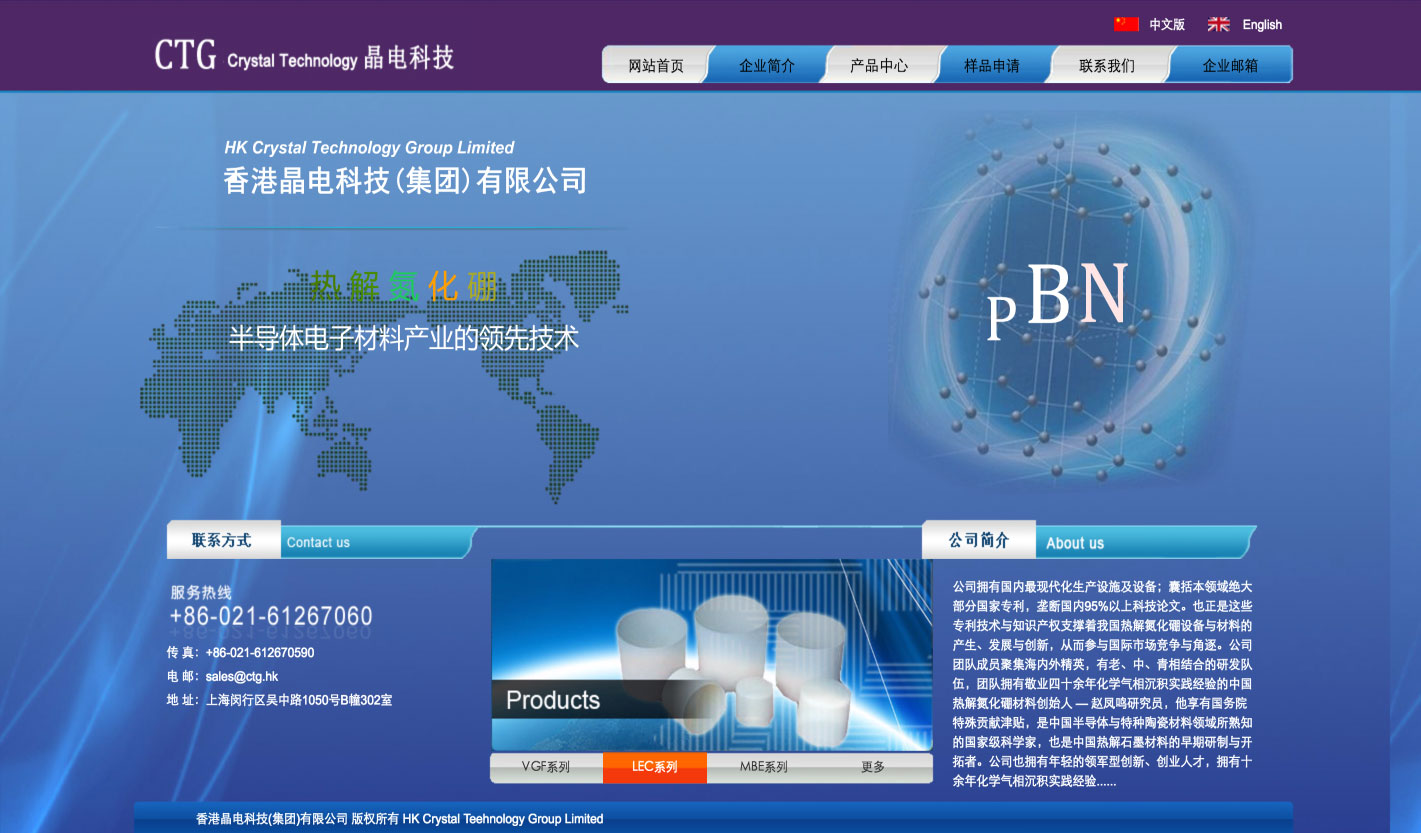 中文版 English
CTG Crystal Technology 晶电科技
网站首页 企业简介 产品中心 样品申请 联系我们 企业邮箱
HK Crystal Technology Group Limited
香港晶电科技(集团)有限公司
热解氮化硼
半导体电子材料产业的领先技术
PBN
联系方式 Contact us
服务热线
+86-021-61267060
传 真：+86-021-612670590
电 邮：sales@ctg.hk
地 址：上海闵行区吴中路1050号B幢302室
Products
VGF系列 LEC系列 MBE系列 更多
公司简介 About us
公司拥有国内最现代化生产设施及设备；囊括本领域绝大
部分国家专利，垄断国内95%以上科技论文。也正是这些
专利技术与知识产权支撑着我国热解氮化硼设备与材料的
产生、发展与创新，从而参与国际市场竞争与角逐。公司
团队成员聚集海内外精英，有老、中、青相结合的研发队
伍，团队拥有敬业四十余年化学气相沉积实践经验的中国
热解氮化硼材料创始人 — 赵凤鸣研究员，他享有国务院
特殊贡献津贴，是中国半导体与特种陶瓷材料领域所熟知
的国家级科学家，也是中国热解石墨材料的早期研制与开
拓者。公司也拥有年轻的领军型创新、创业人才，拥有十
余年化学气相沉积实践经验......
香港晶电科技(集团)有限公司 版权所有 HK Crystal Teehnology Group Limited